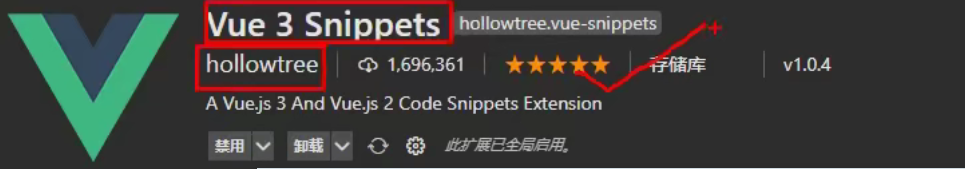 Vue 3 Snippets hollowtree.vue-snippets
hollowtree 1,696,361 存储库 v1.0.4
A Vue.js 3 And Vue.js 2 Code Snippets Extension
禁用 卸载 此扩展已全局启用。